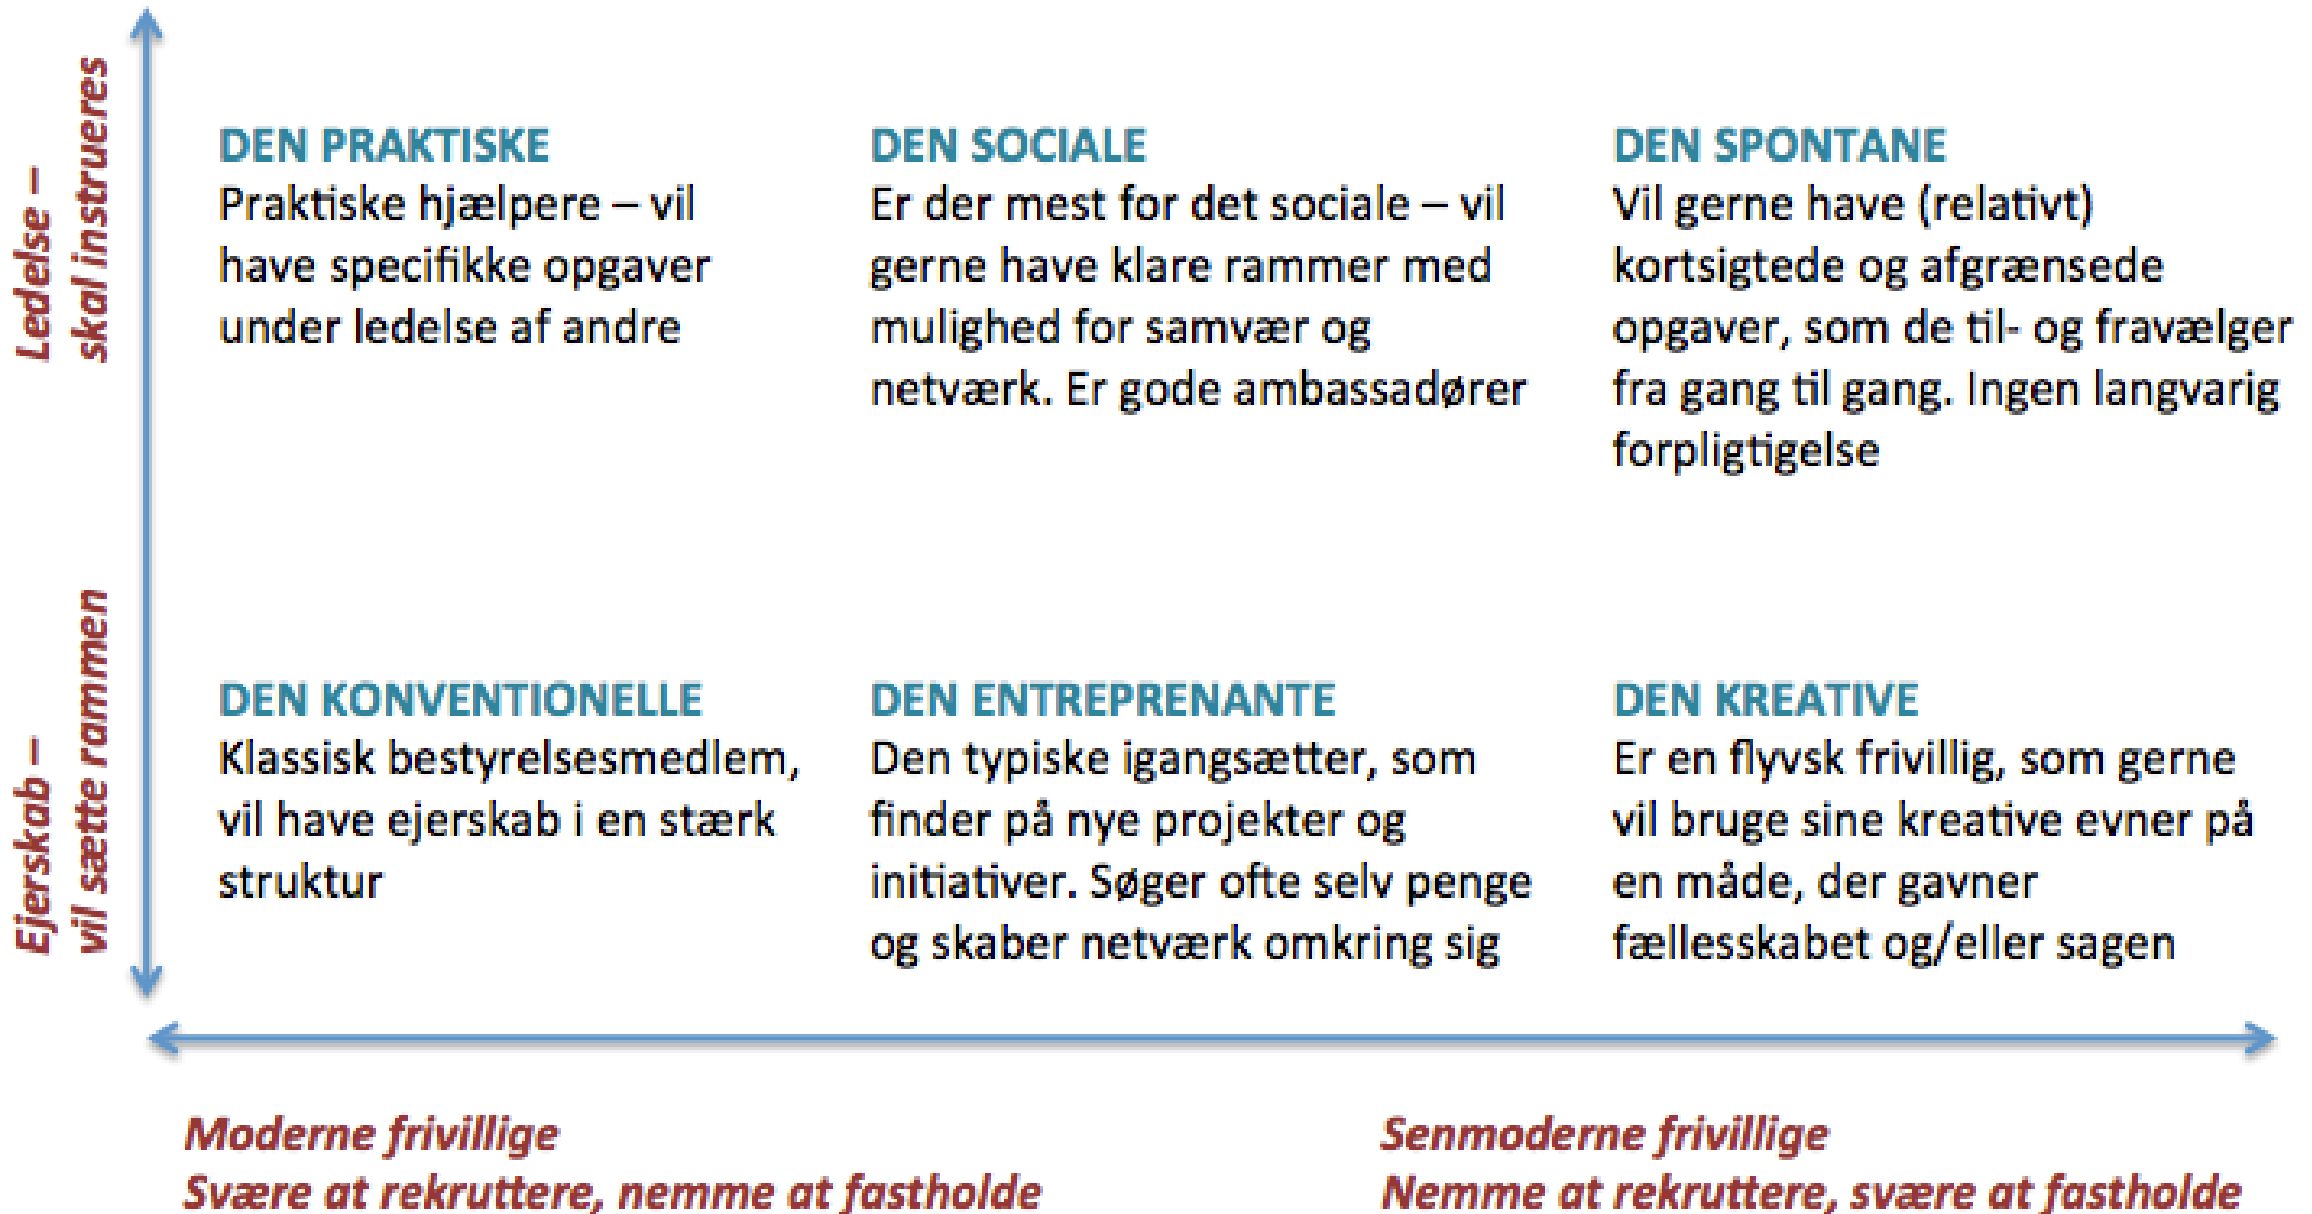 Ledelse –
skal instrueres
DEN PRAKTISKE
Praktiske hjælpere – vil
have specifikke opgaver
under ledelse af andre
DEN SOCIALE
Er der mest for det sociale – vil
gerne have klare rammer med
mulighed for samvær og
netværk. Er gode ambassadører
DEN SPONTANE
Vil gerne have (relativt)
kortsigtede og afgrænsede
opgaver, som de til- og fravælger
fra gang til gang. Ingen langvarig
forpligtigelse
Ejerskab –
vil sætte rammen
DEN KONVENTIONELLE
Klassisk bestyrelsesmedlem,
vil have ejerskab i en stærk
struktur
DEN ENTREPRENANTE
Den typiske igangsætter, som
finder på nye projekter og
initiativer. Søger ofte selv penge
og skaber netværk omkring sig
DEN KREATIVE
Er en flyvsk frivillig, som gerne
vil bruge sine kreative evner på
en måde, der gavner
fællesskabet og/eller sagen
Moderne frivillige
Svære at rekruttere, nemme at fastholde
Senmoderne frivillige
Nemme at rekruttere, svære at fastholde